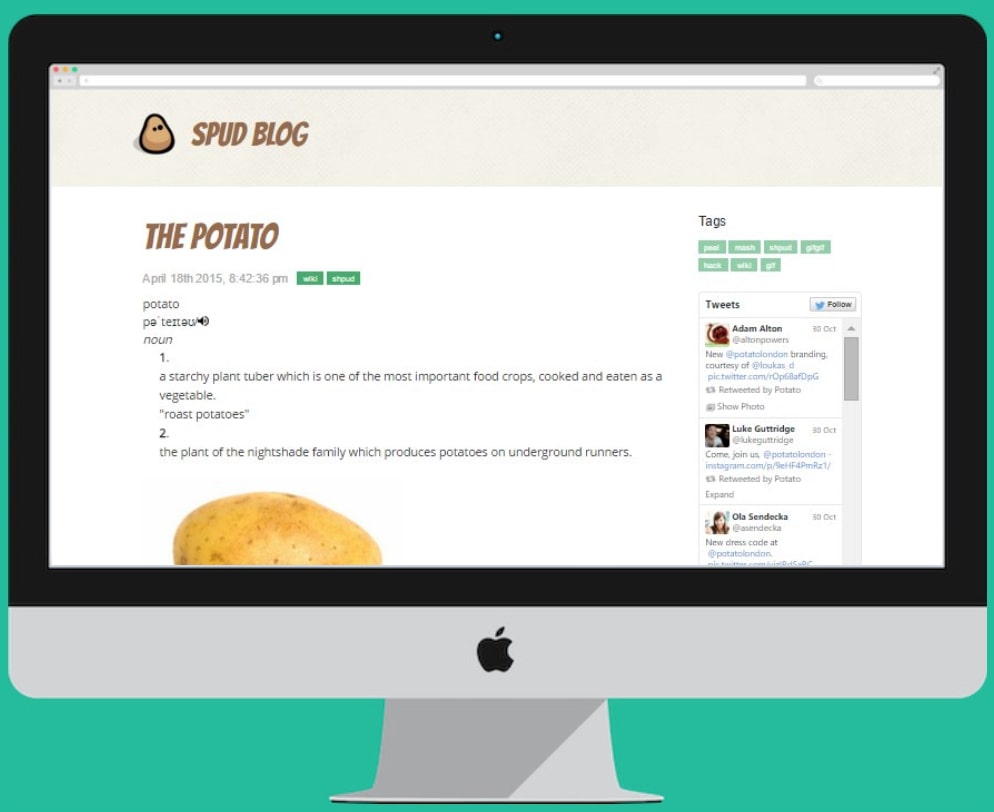 SPUD BLOG
THE POTATO
April 18th 2015, 8:42:36 pm wiki shpud
potato
pəˈteɪtəʊ/
noun
1.
a starchy plant tuber which is one of the most important food crops, cooked and eaten as a
vegetable.
"roast potatoes"
2.
the plant of the nightshade family which produces potatoes on underground runners.
Tags
peel mash shpud gifgif
hack wiki gif
Tweets Follow
Adam Alton 30 Oct
@altonpowers
New @potatolondon branding,
courtesy of @loukas_d
pic.twitter.com/rOp68afDpG
Retweeted by Potato
Show Photo
Luke Guttridge 30 Oct
@lukeguttridge
Come, join us, @potatolondon -
instagram.com/p/9eHF4PmRz1/
Retweeted by Potato
Expand
Ola Sendecka 30 Oct
@asendecka
New dress code at
@potatolondon.